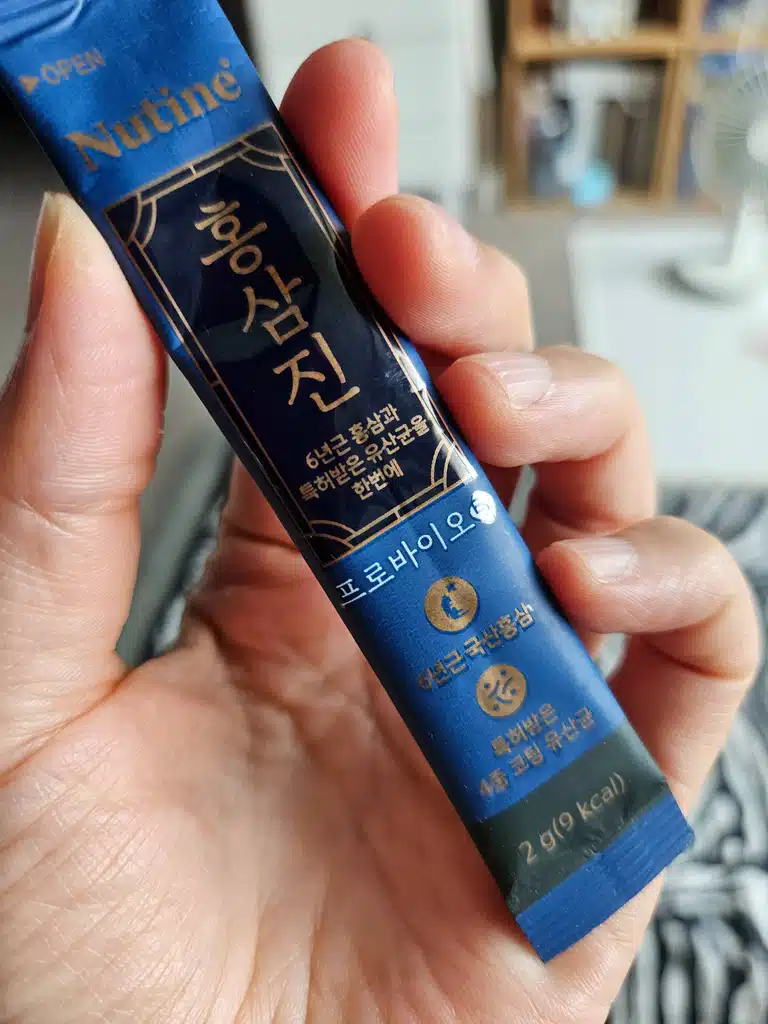 ▶OPEN
Nutiné
홍삼진
6년근 홍삼과
특허받은 유산균을
한번에
프로바이오
6년근 국산홍삼
특허받은
4중 코팅 유산균
2 g(9 kcal)